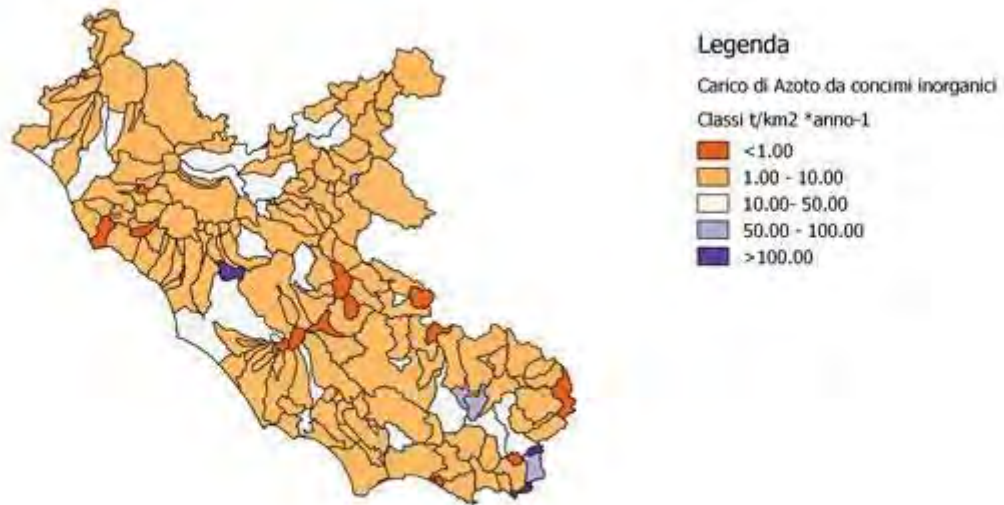 Legenda
Carico di Azoto da concimi inorganici
Classi t/km2 *anno-1
<1.00
1.00 - 10.00
10.00- 50.00
50.00 - 100.00
>100.00